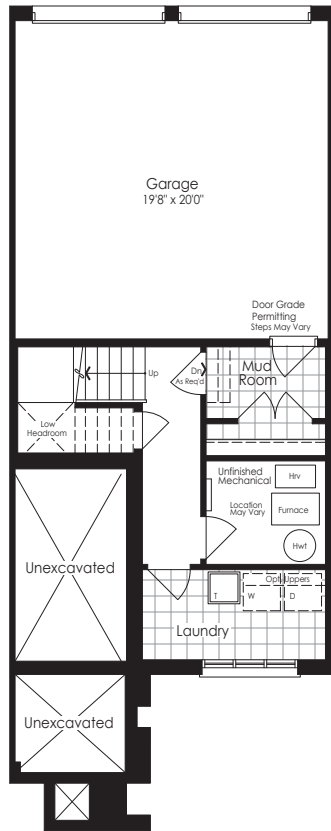 Garage
19'8" x 20'0"
Door Grade
Permitting
Steps May Vary
Up
Dn
As Req'd
Mud
Room
Low
Headroom
Unfinished
Mechanical
Hrv
Location
May Vary
Furnace
Hwt
Unexcavated
Opt Uppers
T
W
D
Laundry
Unexcavated